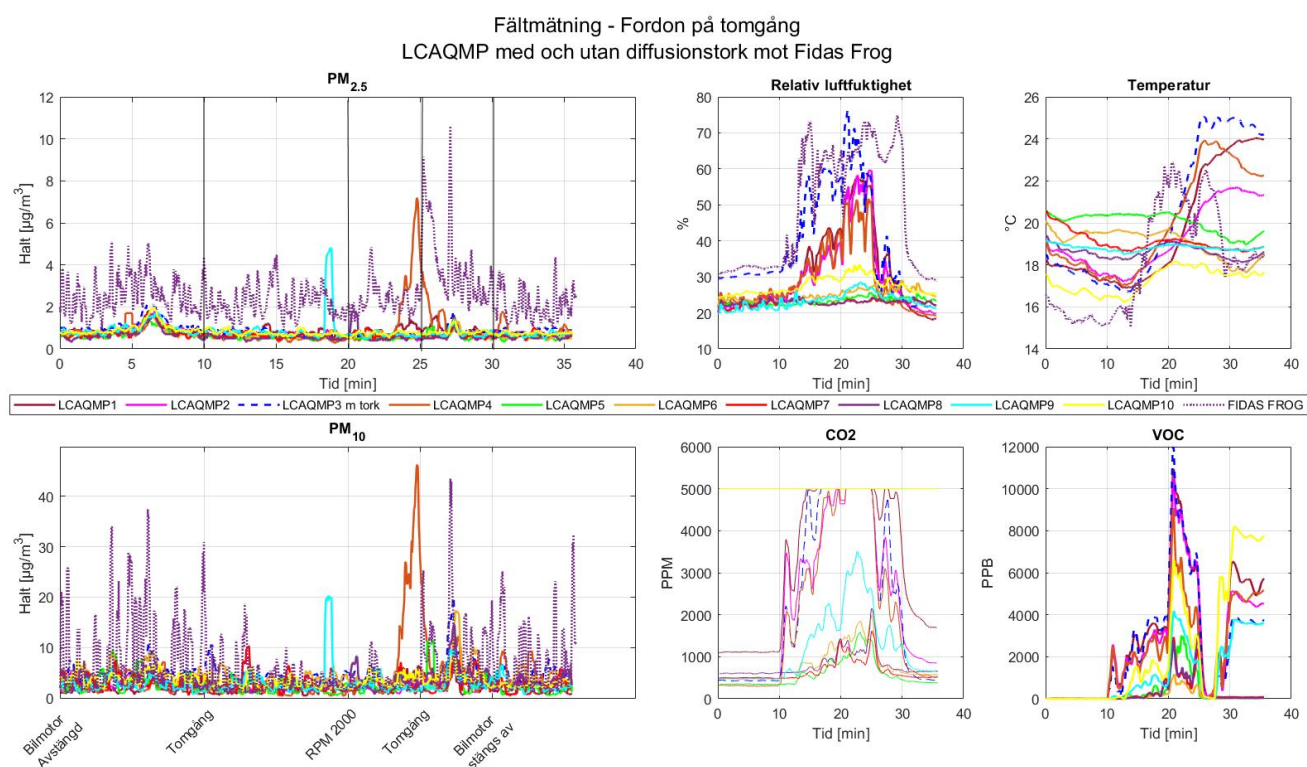 Fältmätning - Fordon på tomgång
LCAQMP med och utan diffusionstork mot Fidas Frog
PM2.5
12
10
8
6
4
2
0
Halt [µg/m³]
0 5 10 15 20 25 30 35 40
Tid [min]
Relativ luftfuktighet
80
70
60
50
40
30
20
10
%
0 10 20 30 40
Tid [min]
Temperatur
26
24
22
20
18
16
14
°C
0 10 20 30 40
Tid [min]
LCAQMP1 LCAQMP2 LCAQMP3 m tork LCAQMP4 LCAQMP5 LCAQMP6 LCAQMP7 LCAQMP8 LCAQMP9 LCAQMP10 FIDAS FROG
PM10
40
30
20
10
0
Halt [µg/m³]
Bilmotor
Avstängd
Tomgång
RPM 2000
Tomgång
Bilmotor
stängs av
CO2
6000
5000
4000
3000
2000
1000
0
PPM
0 10 20 30 40
Tid [min]
VOC
12000
10000
8000
6000
4000
2000
0
PPB
0 10 20 30 40
Tid [min]